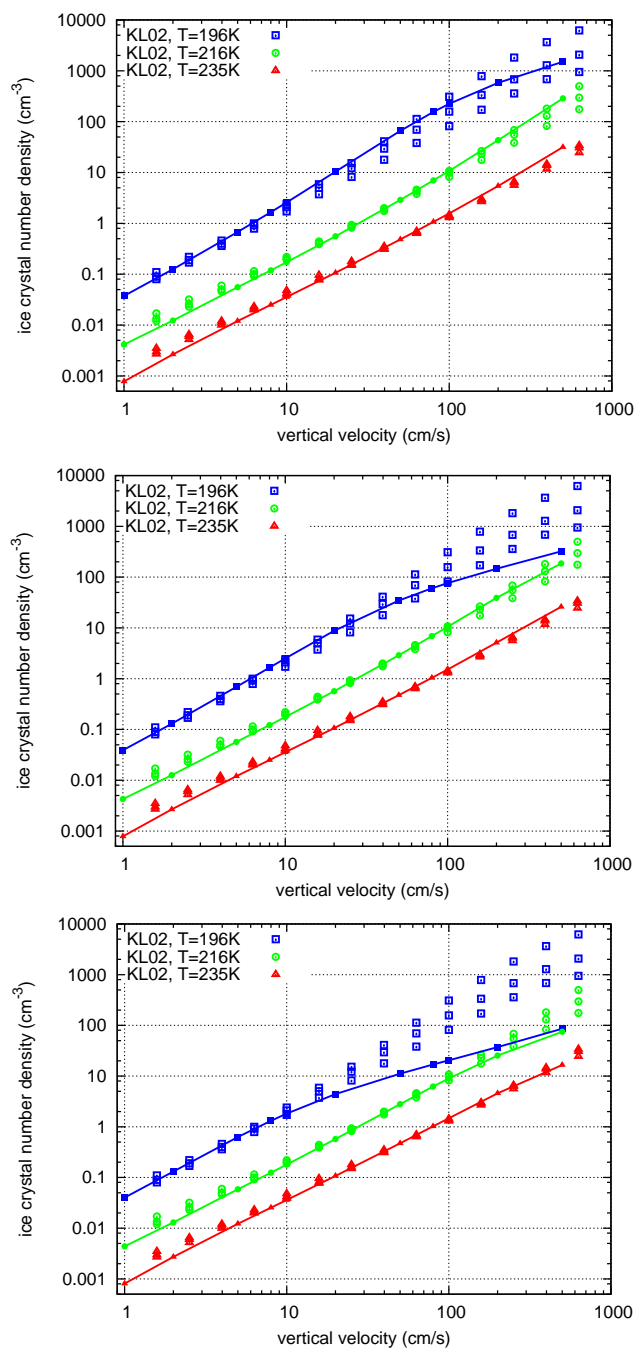 10000
1000
100
10
1
0.1
0.01
0.001
ice crystal number density (cm-3)
KL02, T=196K
KL02, T=216K
KL02, T=235K
1 10 100 1000
vertical velocity (cm/s)
10000
1000
100
10
1
0.1
0.01
0.001
ice crystal number density (cm-3)
KL02, T=196K
KL02, T=216K
KL02, T=235K
1 10 100 1000
vertical velocity (cm/s)
10000
1000
100
10
1
0.1
0.01
0.001
ice crystal number density (cm-3)
KL02, T=196K
KL02, T=216K
KL02, T=235K
1 10 100 1000
vertical velocity (cm/s)